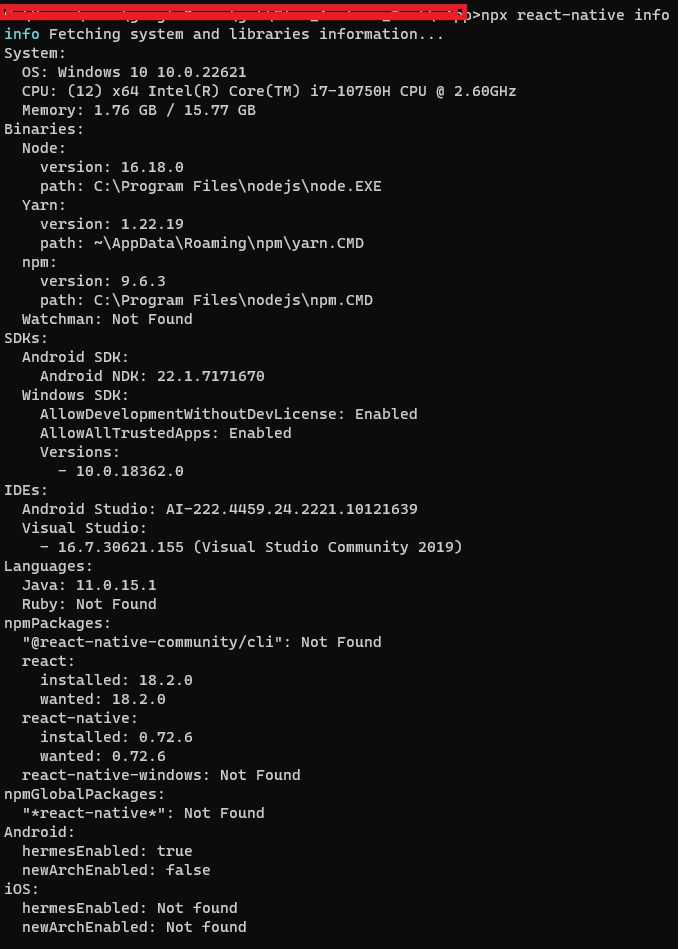 >npx react-native info
info Fetching system and libraries information...
System:
OS: Windows 10 10.0.22621
CPU: (12) x64 Intel(R) Core(TM) i7-10750H CPU @ 2.60GHz
Memory: 1.76 GB / 15.77 GB
Binaries:
Node:
version: 16.18.0
path: C:\Program Files\nodejs\node.EXE
Yarn:
version: 1.22.19
path: ~\AppData\Roaming\npm\yarn.CMD
npm:
version: 9.6.3
path: C:\Program Files\nodejs\npm.CMD
Watchman: Not Found
SDKs:
Android SDK:
Android NDK: 22.1.7171670
Windows SDK:
AllowDevelopmentWithoutDevLicense: Enabled
AllowAllTrustedApps: Enabled
Versions:
- 10.0.18362.0
IDEs:
Android Studio: AI-222.4459.24.2221.10121639
Visual Studio:
- 16.7.30621.155 (Visual Studio Community 2019)
Languages:
Java: 11.0.15.1
Ruby: Not Found
npmPackages:
"@react-native-community/cli": Not Found
react:
installed: 18.2.0
wanted: 18.2.0
react-native:
installed: 0.72.6
wanted: 0.72.6
react-native-windows: Not Found
npmGlobalPackages:
"*react-native*": Not Found
Android:
hermesEnabled: true
newArchEnabled: false
iOS:
hermesEnabled: Not found
newArchEnabled: Not found